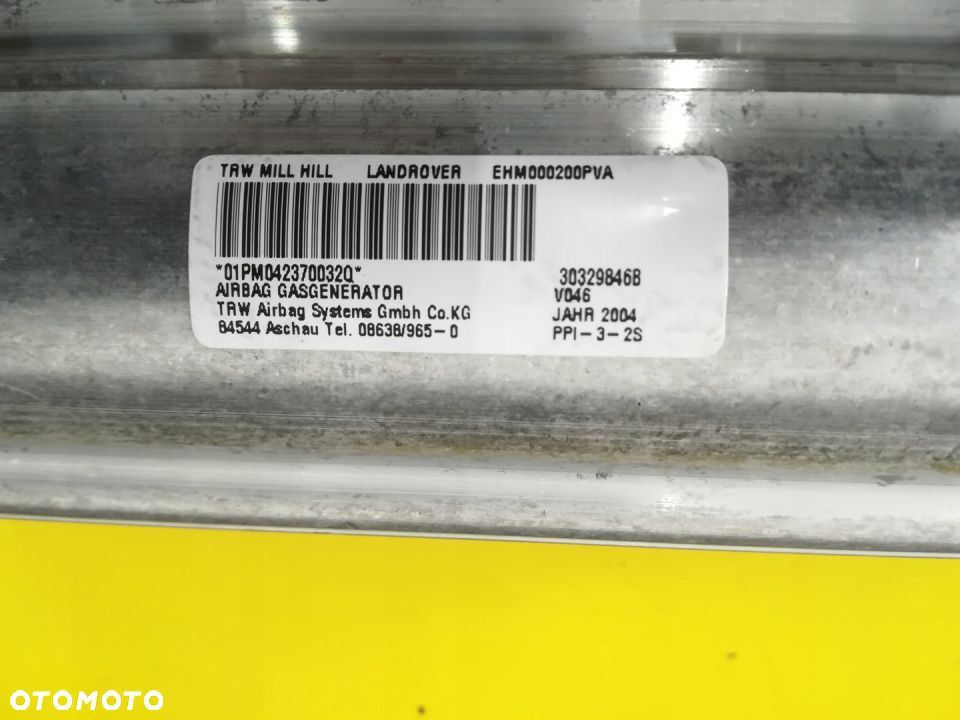 TRW MILL HILL LANDROVER EHM000200PVA
*01PM042370032Q*
AIRBAG GASGENERATOR
TRW Airbag Systems Gmbh Co.KG
84544 Aschau Tel. 08638/965-0
30329846B
V046
JAHR 2004
PPI-3-2S
OTOMOTO